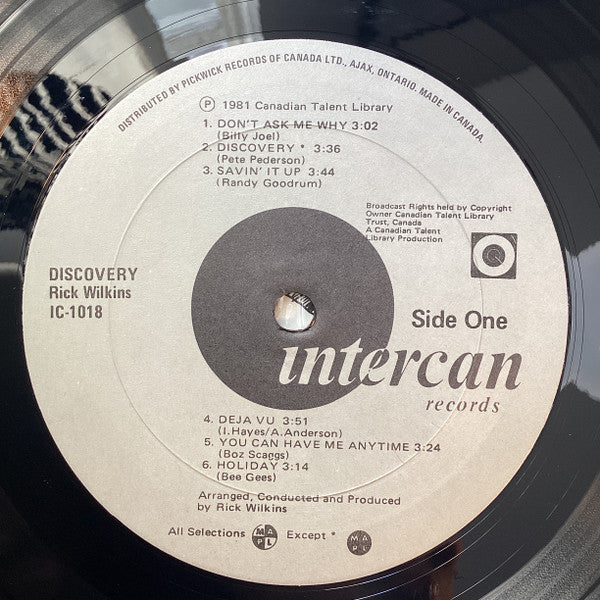 DISTRIBUTED BY PICKWICK RECORDS OF CANADA LTD., AJAX, ONTARIO. MADE IN CANADA.
Ⓟ 1981 Canadian Talent Library
1. DON'T ASK ME WHY 3:02
(Billy Joel)
2. DISCOVERY * 3:36
(Pete Pederson)
3. SAVIN' IT UP 3:44
(Randy Goodrum)
Broadcast Rights held by Copyright
Owner Canadian Talent Library
Trust, Canada
A Canadian Talent
Library Production
DISCOVERY
Rick Wilkins
IC-1018
Side One
intercan
records
4. DEJA VU 3:51
(I.Hayes/A.Anderson)
5. YOU CAN HAVE ME ANYTIME 3:24
(Boz Scaggs)
6. HOLIDAY 3:14
(Bee Gees)
Arranged, Conducted and Produced
by Rick Wilkins
All Selections MAPL Except * MAPL